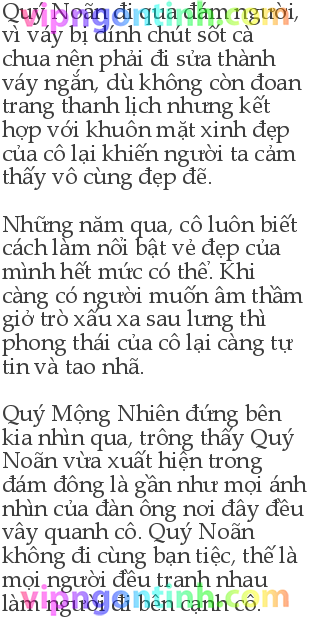 Quý Noãn đi qua đám người,
vì váy bị dính chút sốt cà
chua nên phải đi sửa thành
váy ngắn, dù không còn đoan
trang thanh lịch nhưng kết
hợp với khuôn mặt xinh đẹp
của cô lại khiến người ta cảm
thấy vô cùng đẹp đẽ.
Những năm qua, cô luôn biết
cách làm nổi bật vẻ đẹp của
mình hết mức có thể. Khi
càng có người muốn âm thầm
giở trò xấu xa sau lưng thì
phong thái của cô lại càng tự
tin và tao nhã.
Quý Mộng Nhiên đứng bên
kia nhìn qua, trông thấy Quý
Noãn vừa xuất hiện trong
đám đông là gần như mọi ánh
nhìn của đàn ông nơi đây đều
vây quanh cô. Quý Noãn
không đi cùng bạn tiệc, thế là
mọi người đều tranh nhau
làm người đi bên cạnh cô.
vipngontinh.com
vipngontinh.com